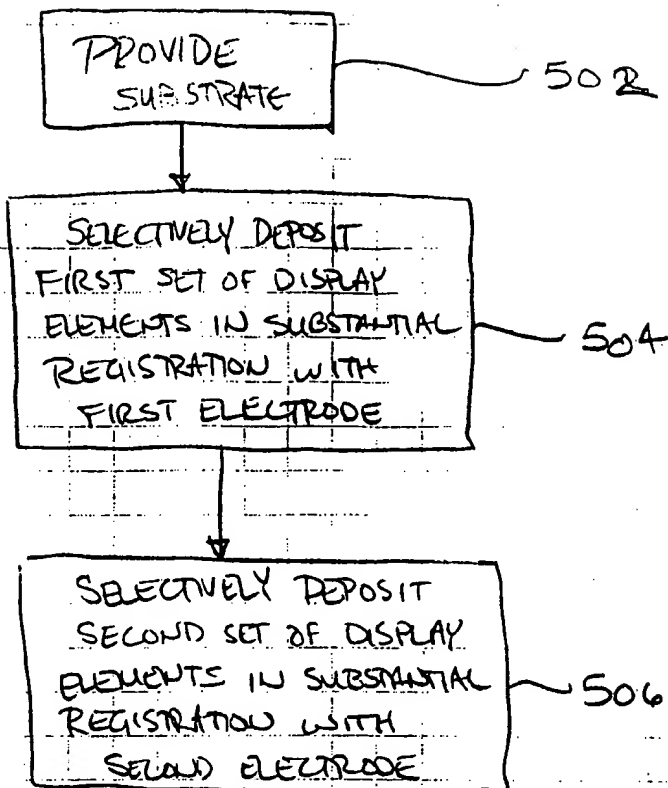 PROVIDE
SUBSTRATE
502
SELECTIVELY DEPOSIT
FIRST SET OF DISPLAY
ELEMENTS IN SUBSTANTIAL
REGISTRATION WITH
FIRST ELECTRODE
504
SELECTIVELY DEPOSIT
SECOND SET OF DISPLAY
ELEMENTS IN SUBSTANTIAL
REGISTRATION WITH
SECOND ELECTRODE
506